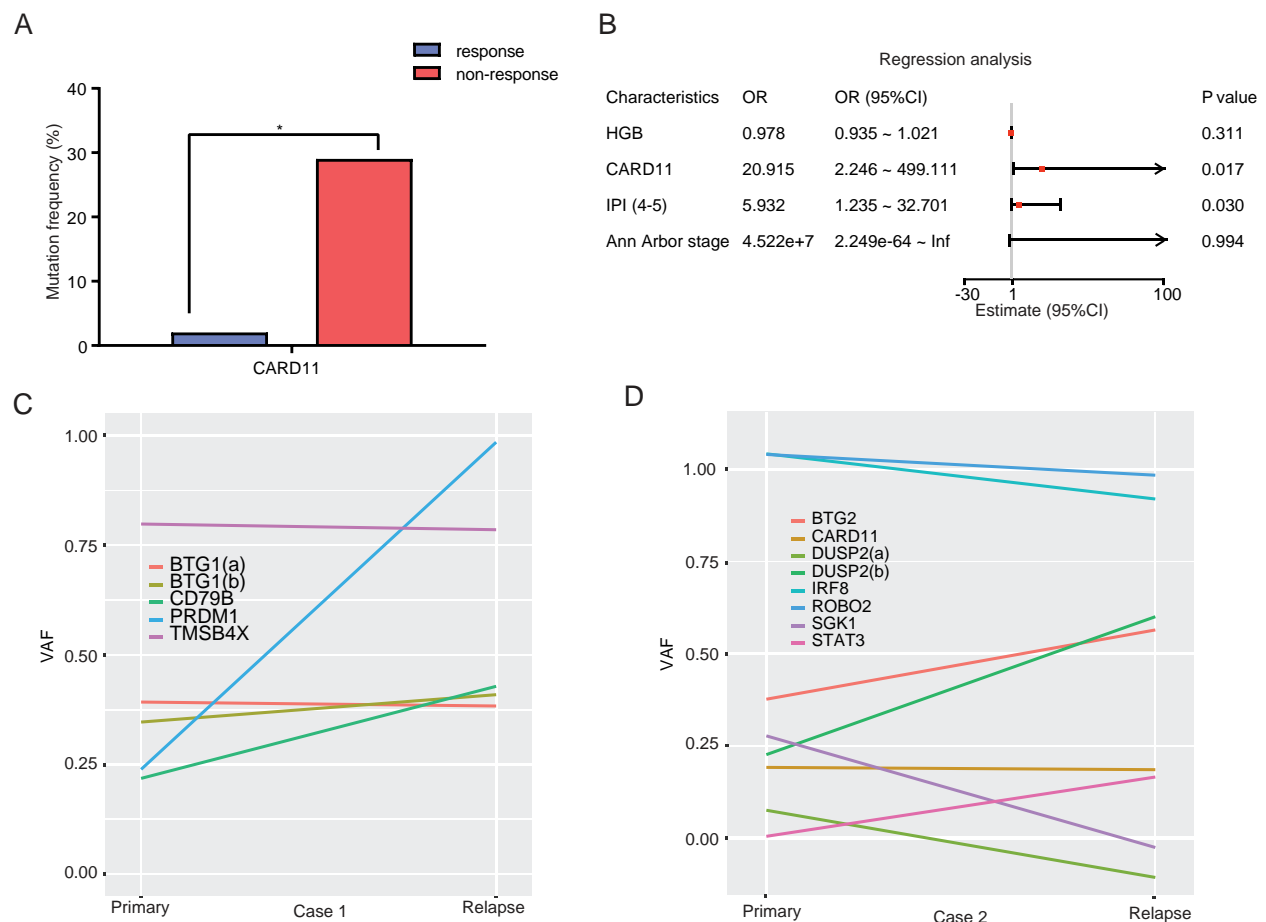 A
response
non-response
Mutation frequency (%)
40
30
20
10
0
*
CARD11
B
Regression analysis
Characteristics OR OR (95%CI) P value
HGB 0.978 0.935 ~ 1.021 0.311
CARD11 20.915 2.246 ~ 499.111 0.017
IPI (4-5) 5.932 1.235 ~ 32.701 0.030
Ann Arbor stage 4.522e+7 2.249e-64 ~ Inf 0.994
-30 1 100
Estimate (95%CI)
C
VAF
1.00
0.75
0.50
0.25
0.00
BTG1(a)
BTG1(b)
CD79B
PRDM1
TMSB4X
Primary Case 1 Relapse
D
VAF
1.00
0.75
0.50
0.25
0.00
BTG2
CARD11
DUSP2(a)
DUSP2(b)
IRF8
ROBO2
SGK1
STAT3
Primary Case 2 Relapse